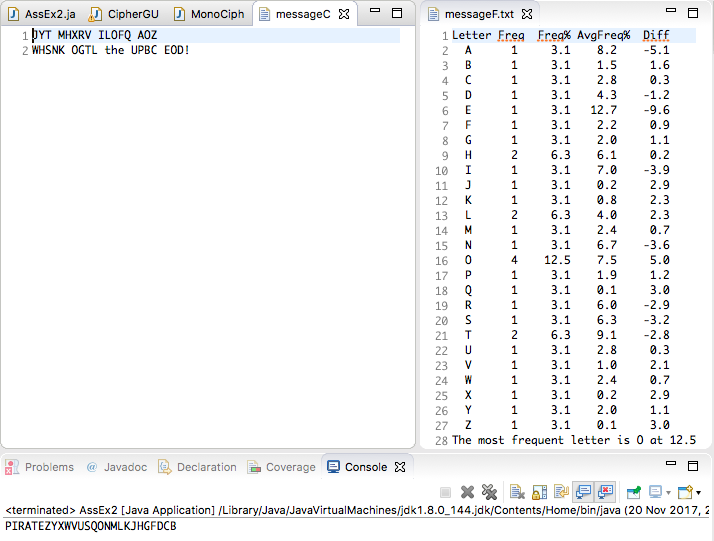 AssEx2.ja CipherGU MonoCiph messageC
1 JYT MHXRV ILOFQ AOZ
2 WHSNK OGTL the UPBC EOD!
messageF.txt
1 Letter Freq Freq% AvgFreq% Diff
2 A 1 3.1 8.2 -5.1
3 B 1 3.1 1.5 1.6
4 C 1 3.1 2.8 0.3
5 D 1 3.1 4.3 -1.2
6 E 1 3.1 12.7 -9.6
7 F 1 3.1 2.2 0.9
8 G 1 3.1 2.0 1.1
9 H 2 6.3 6.1 0.2
10 I 1 3.1 7.0 -3.9
11 J 1 3.1 0.2 2.9
12 K 1 3.1 0.8 2.3
13 L 2 6.3 4.0 2.3
14 M 1 3.1 2.4 0.7
15 N 1 3.1 6.7 -3.6
16 O 4 12.5 7.5 5.0
17 P 1 3.1 1.9 1.2
18 Q 1 3.1 0.1 3.0
19 R 1 3.1 6.0 -2.9
20 S 1 3.1 6.3 -3.2
21 T 2 6.3 9.1 -2.8
22 U 1 3.1 2.8 0.3
23 V 1 3.1 1.0 2.1
24 W 1 3.1 2.4 0.7
25 X 1 3.1 0.2 2.9
26 Y 1 3.1 2.0 1.1
27 Z 1 3.1 0.1 3.0
28 The most frequent letter is O at 12.5
Problems @ Javadoc Declaration Coverage Console
<terminated> AssEx2 [Java Application] /Library/Java/JavaVirtualMachines/jdk1.8.0_144.jdk/Contents/Home/bin/java (20 Nov 2017, 2
PIRATEZYXWVUSQONMLKJHGFDCB